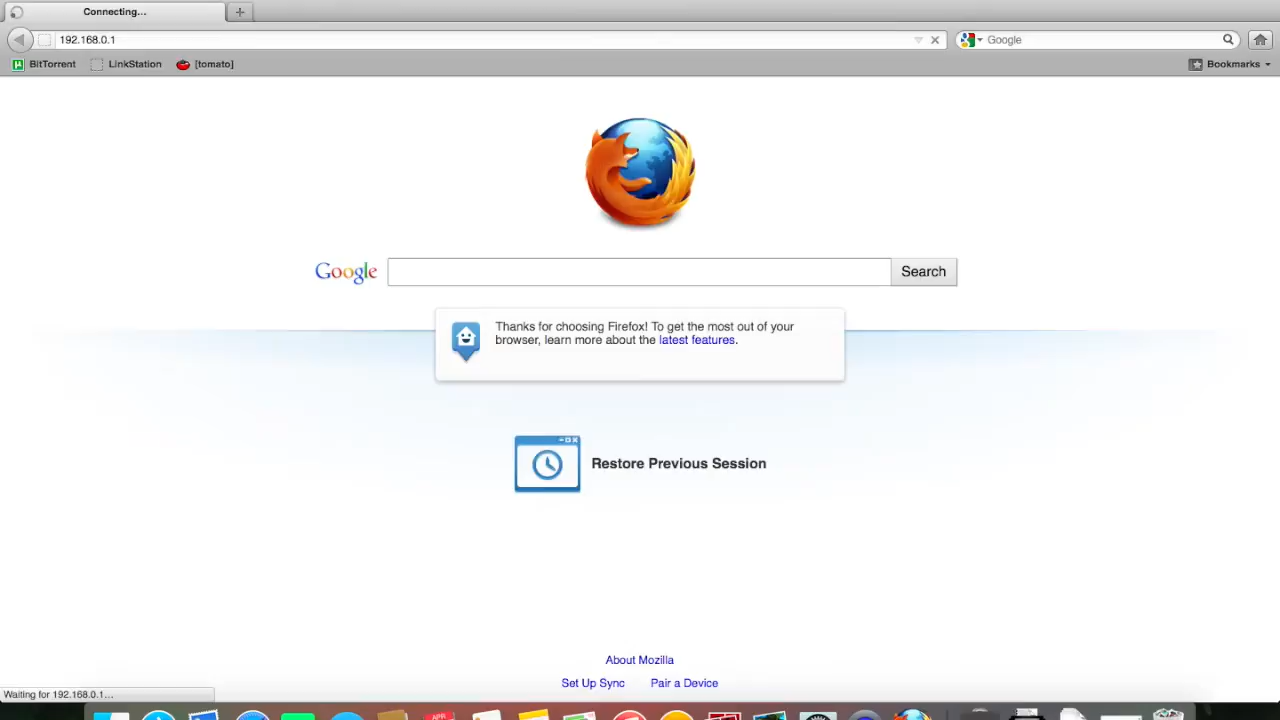 Connecting...
192.168.0.1
Google
BitTorrent
LinkStation
[tomato]
Bookmarks
Google
Search
Thanks for choosing Firefox! To get the most out of your
browser, learn more about the latest features.
Restore Previous Session
About Mozilla
Set Up Sync
Pair a Device
Waiting for 192.168.0.1...
APR